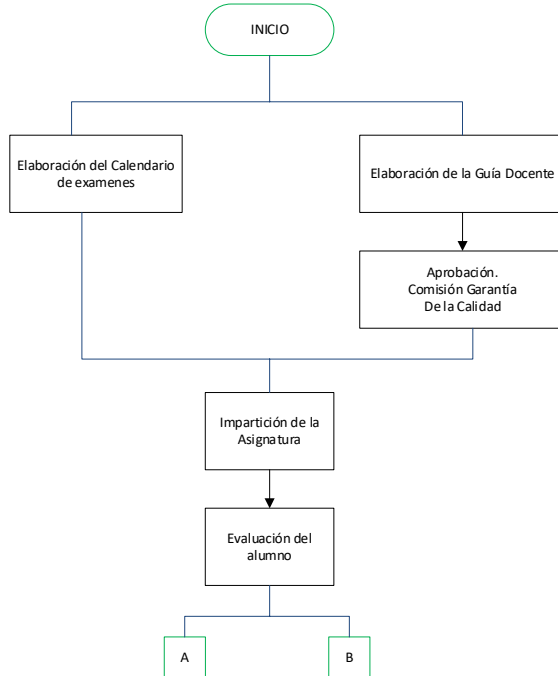 INICIO
Elaboración del Calendario
de examenes
Elaboración de la Guía Docente
Aprobación.
Comisión Garantía
De la Calidad
Impartición de la
Asignatura
Evaluación del
alumno
A
B